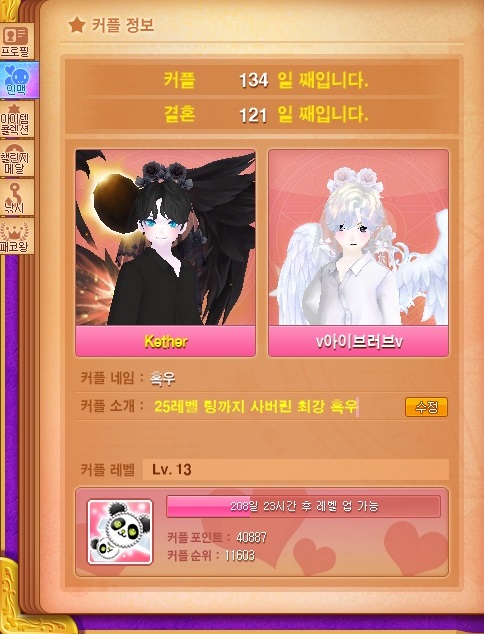 커플 정보
프로필
인맥
아이템
콜렉션
챌린지
메달
낚시
패코왕
커플 134 일 째입니다.
결혼 121 일 째입니다.
Kether
v아이브러브v
커플 네임 : 흑우
커플 소개 : 25레벨 링까지 사버린 최강 흑우
수정
커플 레벨 Lv. 13
208일 23시간 후 레벨 업 가능
커플 포인트 : 40887
커플 순위 : 11603